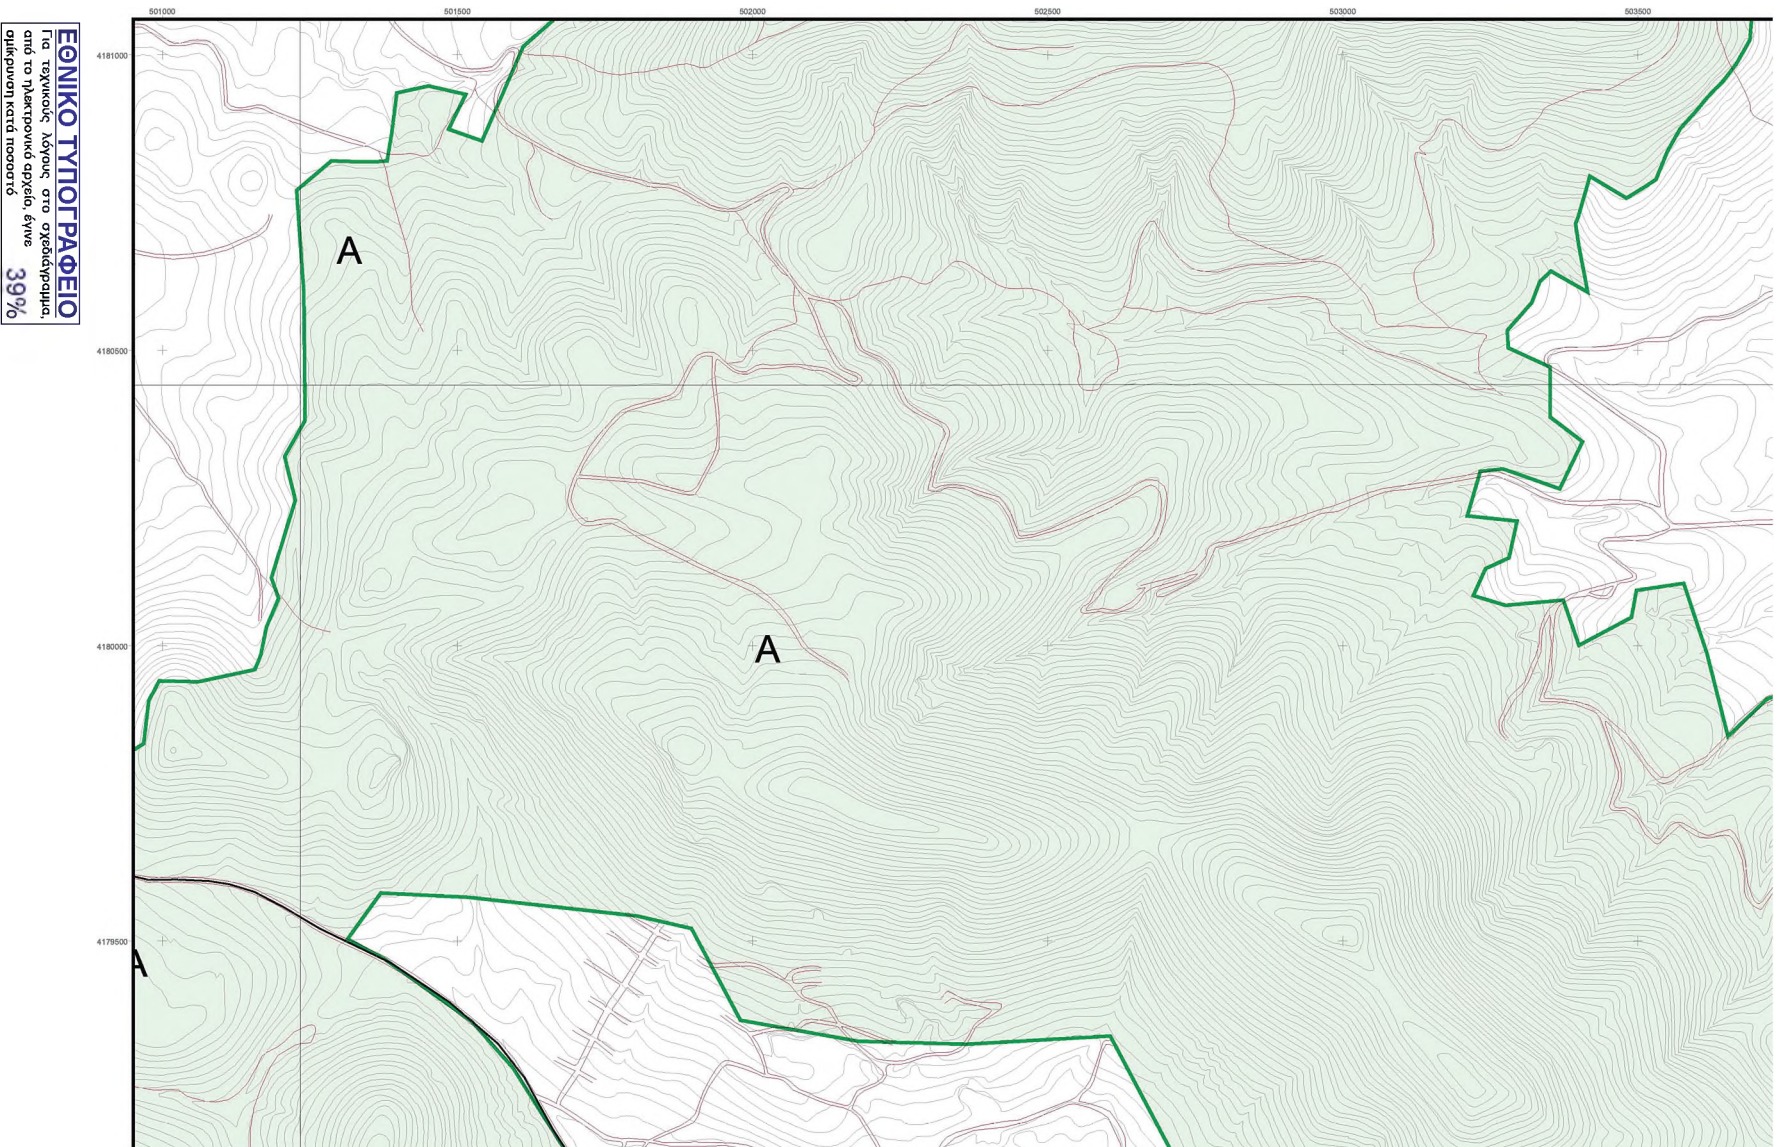 501000 501500 502000 502500 503000 503500
ΕΘΝΙΚΟ ΤΥΠΟΓΡΑΦΕΙΟ
Για τεχνικούς λόγους στο σχεδιάγραμμα,
από το ηλεκτρονικό αρχείο, έγινε
σμίκρυνση κατά ποσοστό
39%
4181000
A
4180500
4180000
A
4179500
A